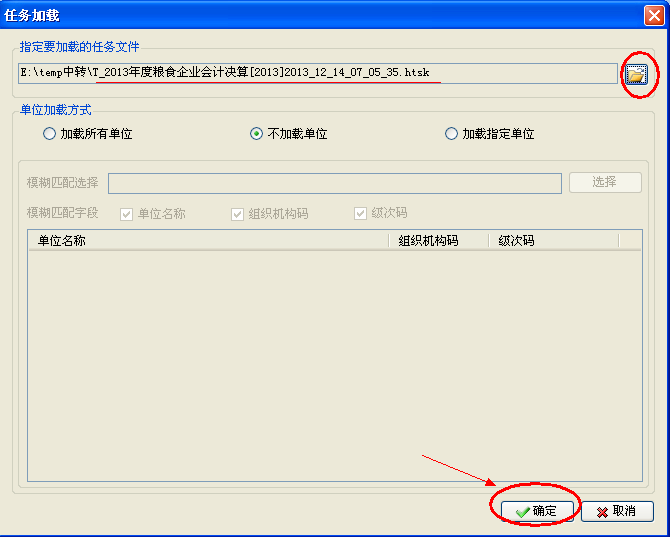 任务加载
指定要加载的任务文件
E:\temp中转\T_2013年度粮食企业会计决算[2013]2013_12_14_07_05_35.htsk
单位加载方式
加载所有单位 不加载单位 加载指定单位
模糊匹配选择 选择
模糊匹配字段 单位名称 组织机构码 级次码
单位名称 组织机构码 级次码
确定 取消